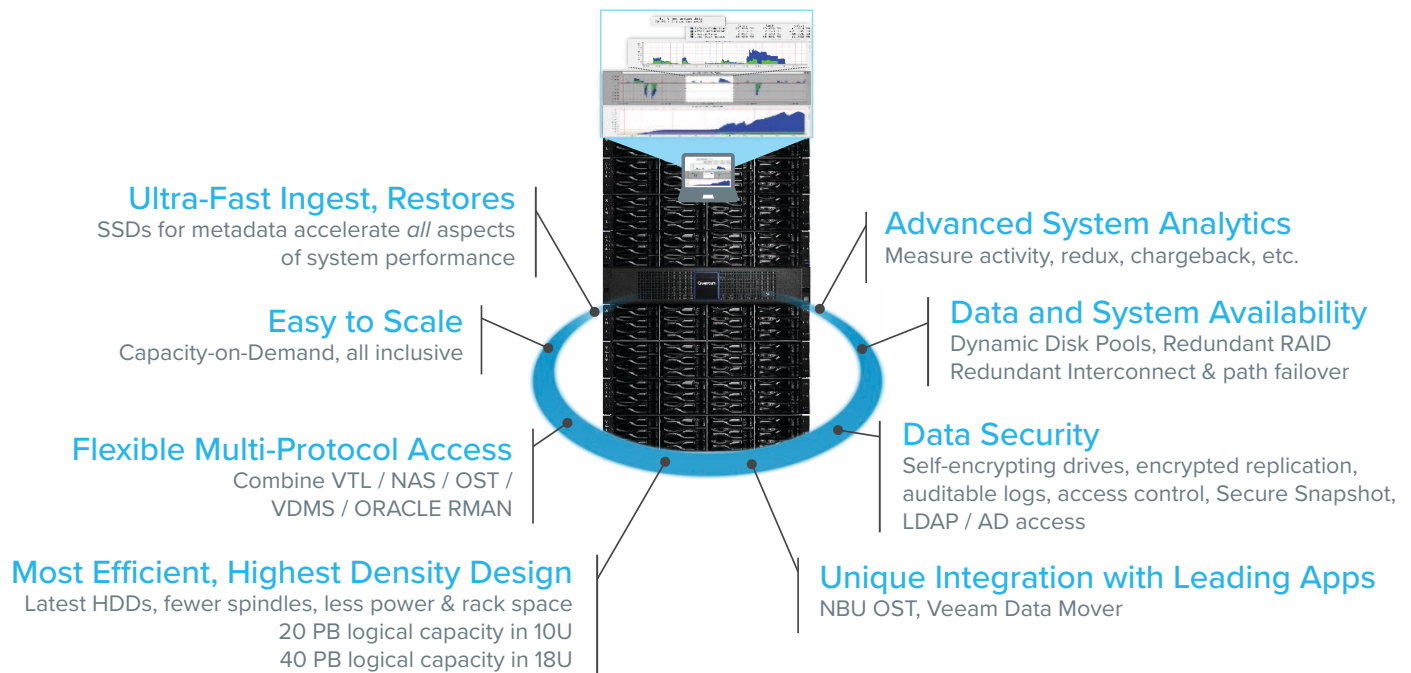 Ultra-Fast Ingest, Restores
SSDs for metadata accelerate all aspects
of system performance
Easy to Scale
Capacity-on-Demand, all inclusive
Flexible Multi-Protocol Access
Combine VTL / NAS / OST /
VDMS / ORACLE RMAN
Most Efficient, Highest Density Design
Latest HDDs, fewer spindles, less power & rack space
20 PB logical capacity in 10U
40 PB logical capacity in 18U
Quantum
Advanced System Analytics
Measure activity, redux, chargeback, etc.
Data and System Availability
Dynamic Disk Pools, Redundant RAID
Redundant Interconnect & path failover
Data Security
Self-encrypting drives, encrypted replication,
auditable logs, access control, Secure Snapshot,
LDAP / AD access
Unique Integration with Leading Apps
NBU OST, Veeam Data Mover